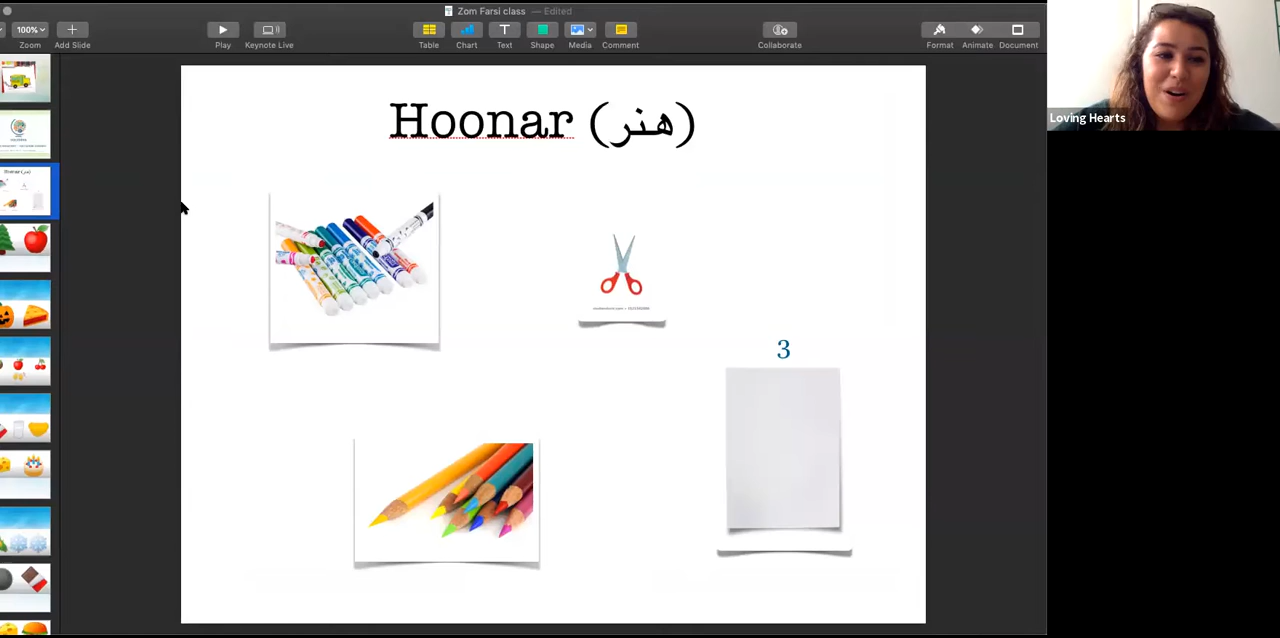 Zom Farsi class — Edited
100%
Zoom
Add Slide
Play
Keynote Live
Table
Chart
Text
Shape
Media
Comment
Collaborate
Format
Animate
Document
Loving Hearts
Hoonar (هنر)
3